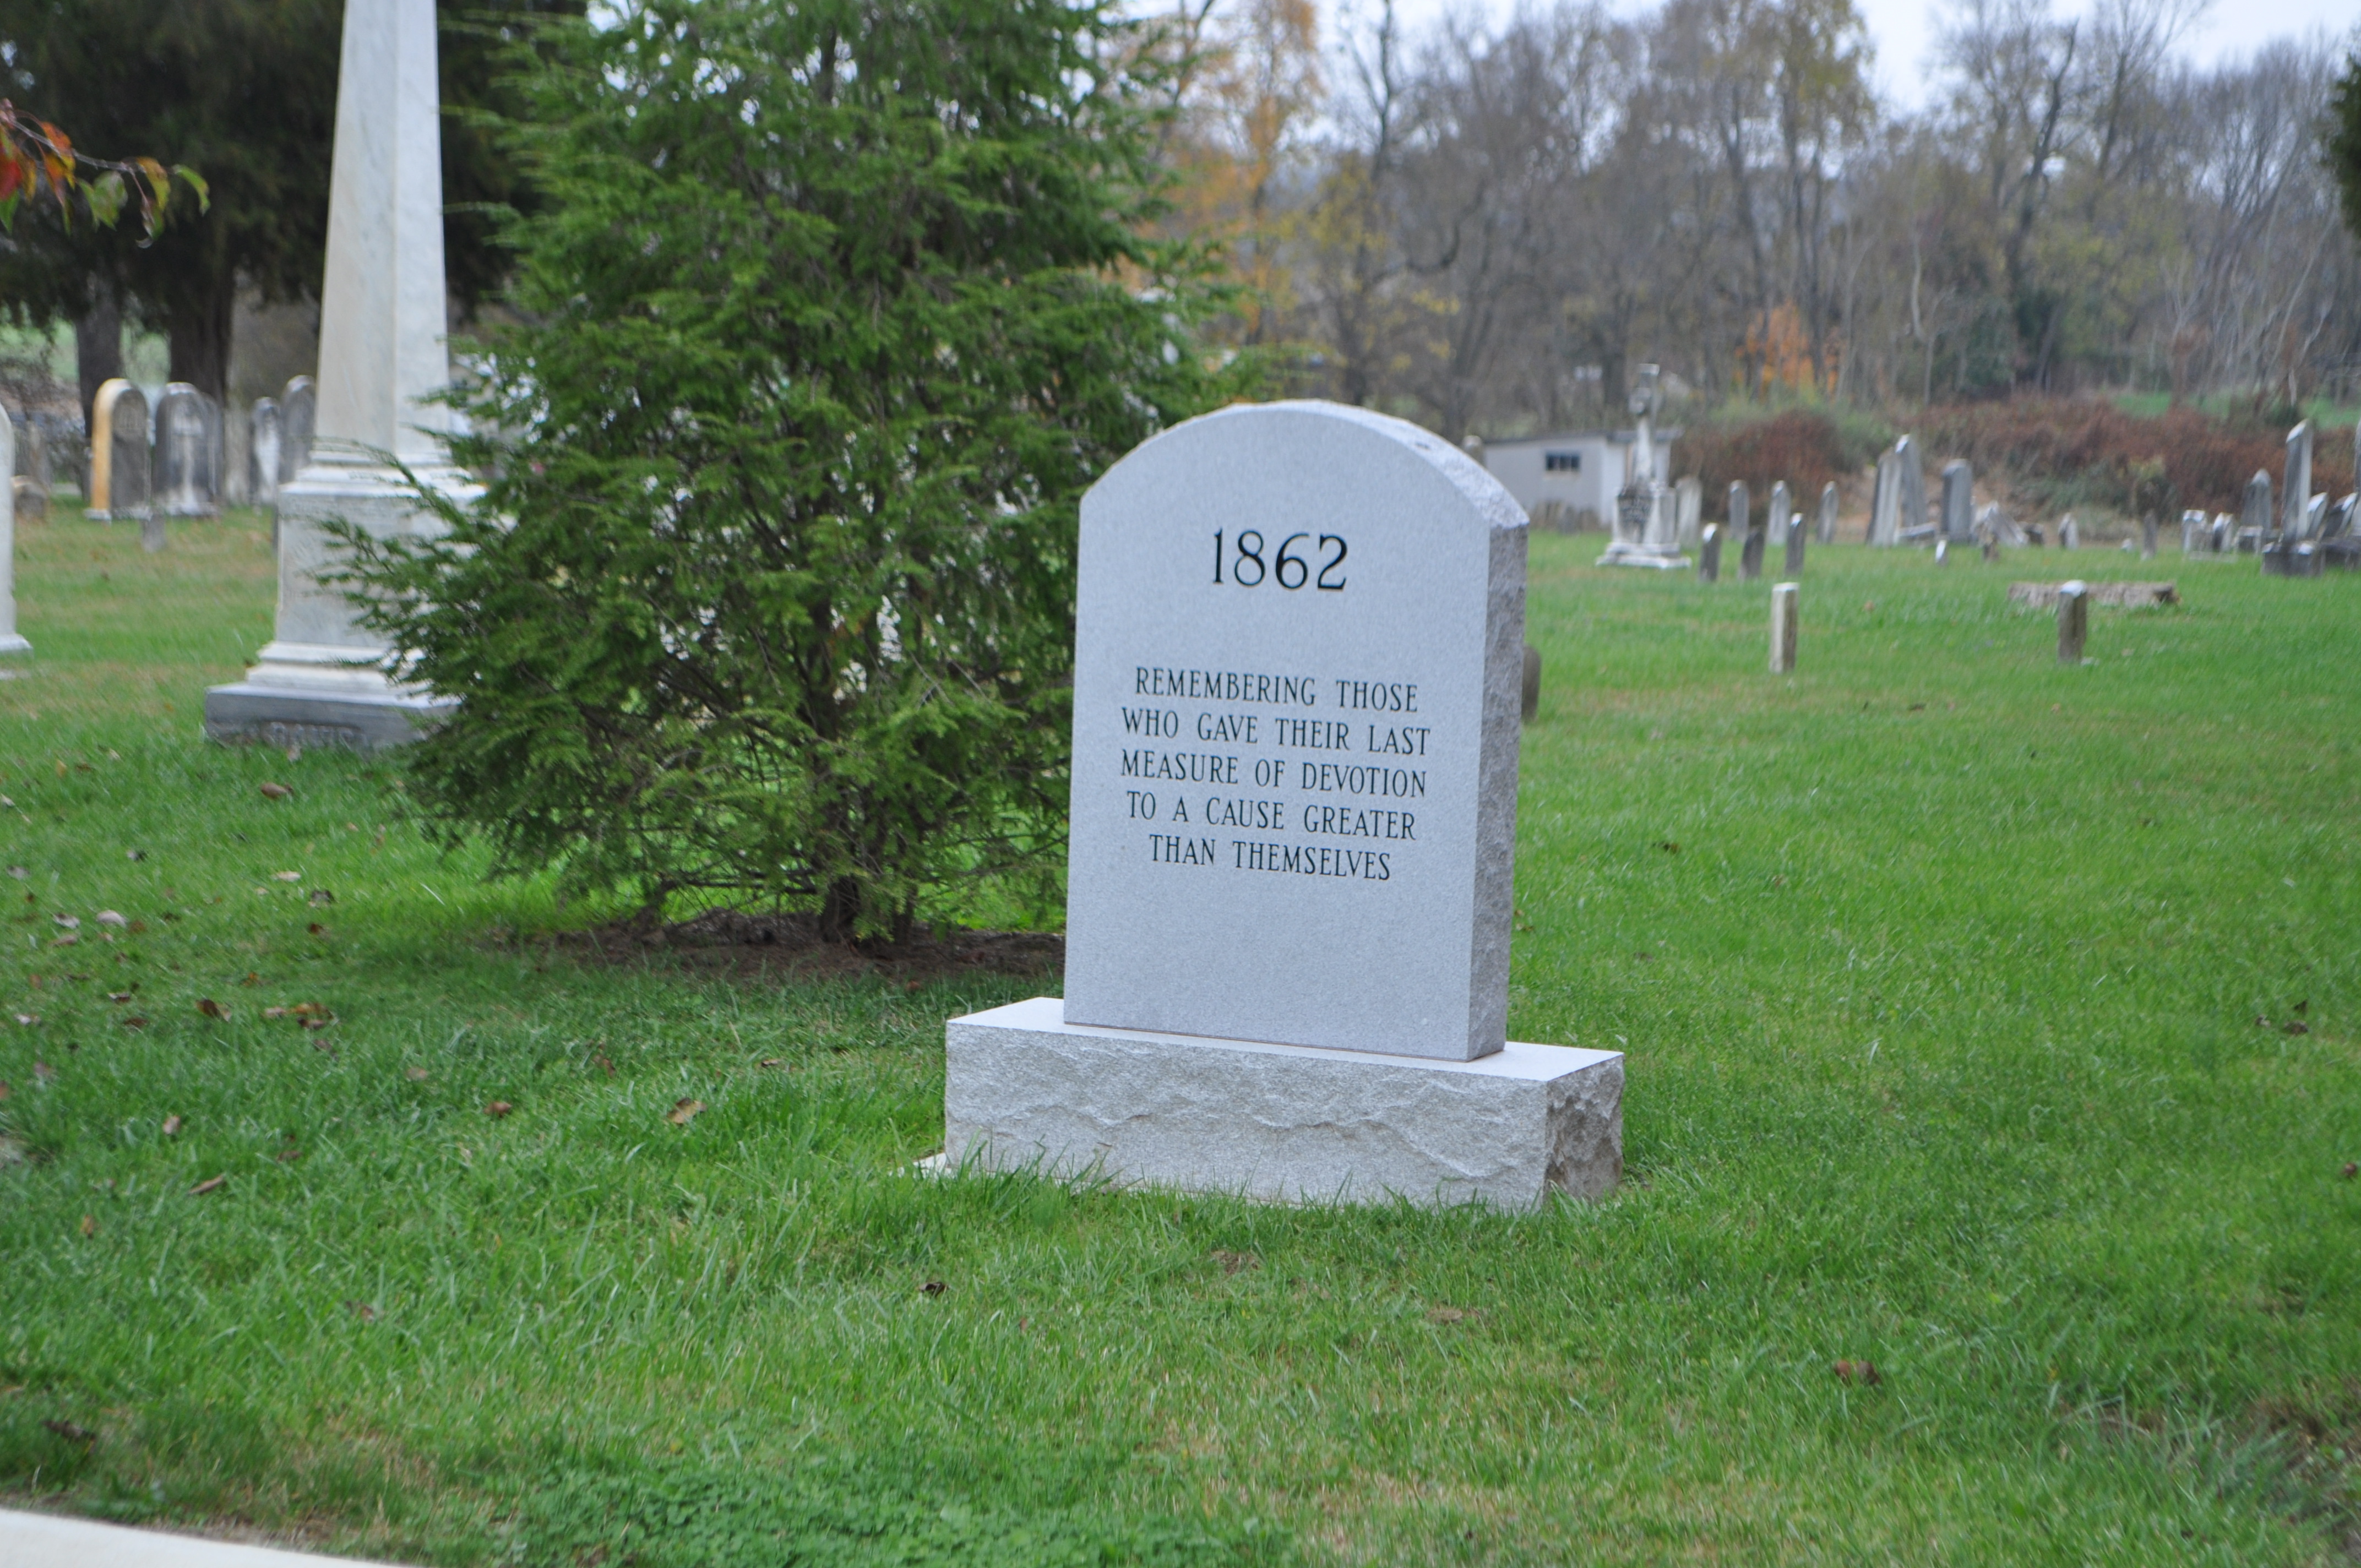 1862
REMEMBERING THOSE
WHO GAVE THEIR LAST
MEASURE OF DEVOTION
TO A CAUSE GREATER
THAN THEMSELVES